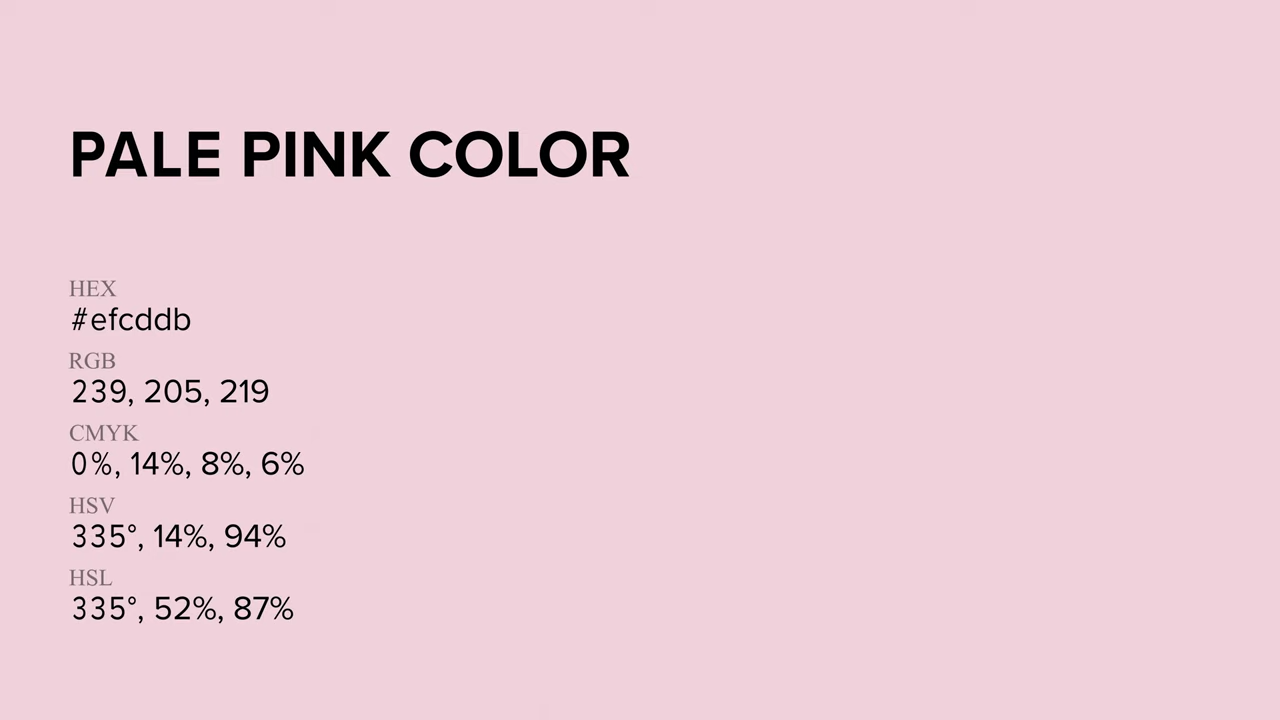 PALE PINK COLOR
HEX
#efcddb
RGB
239, 205, 219
CMYK
0%, 14%, 8%, 6%
HSV
335°, 14%, 94%
HSL
335°, 52%, 87%